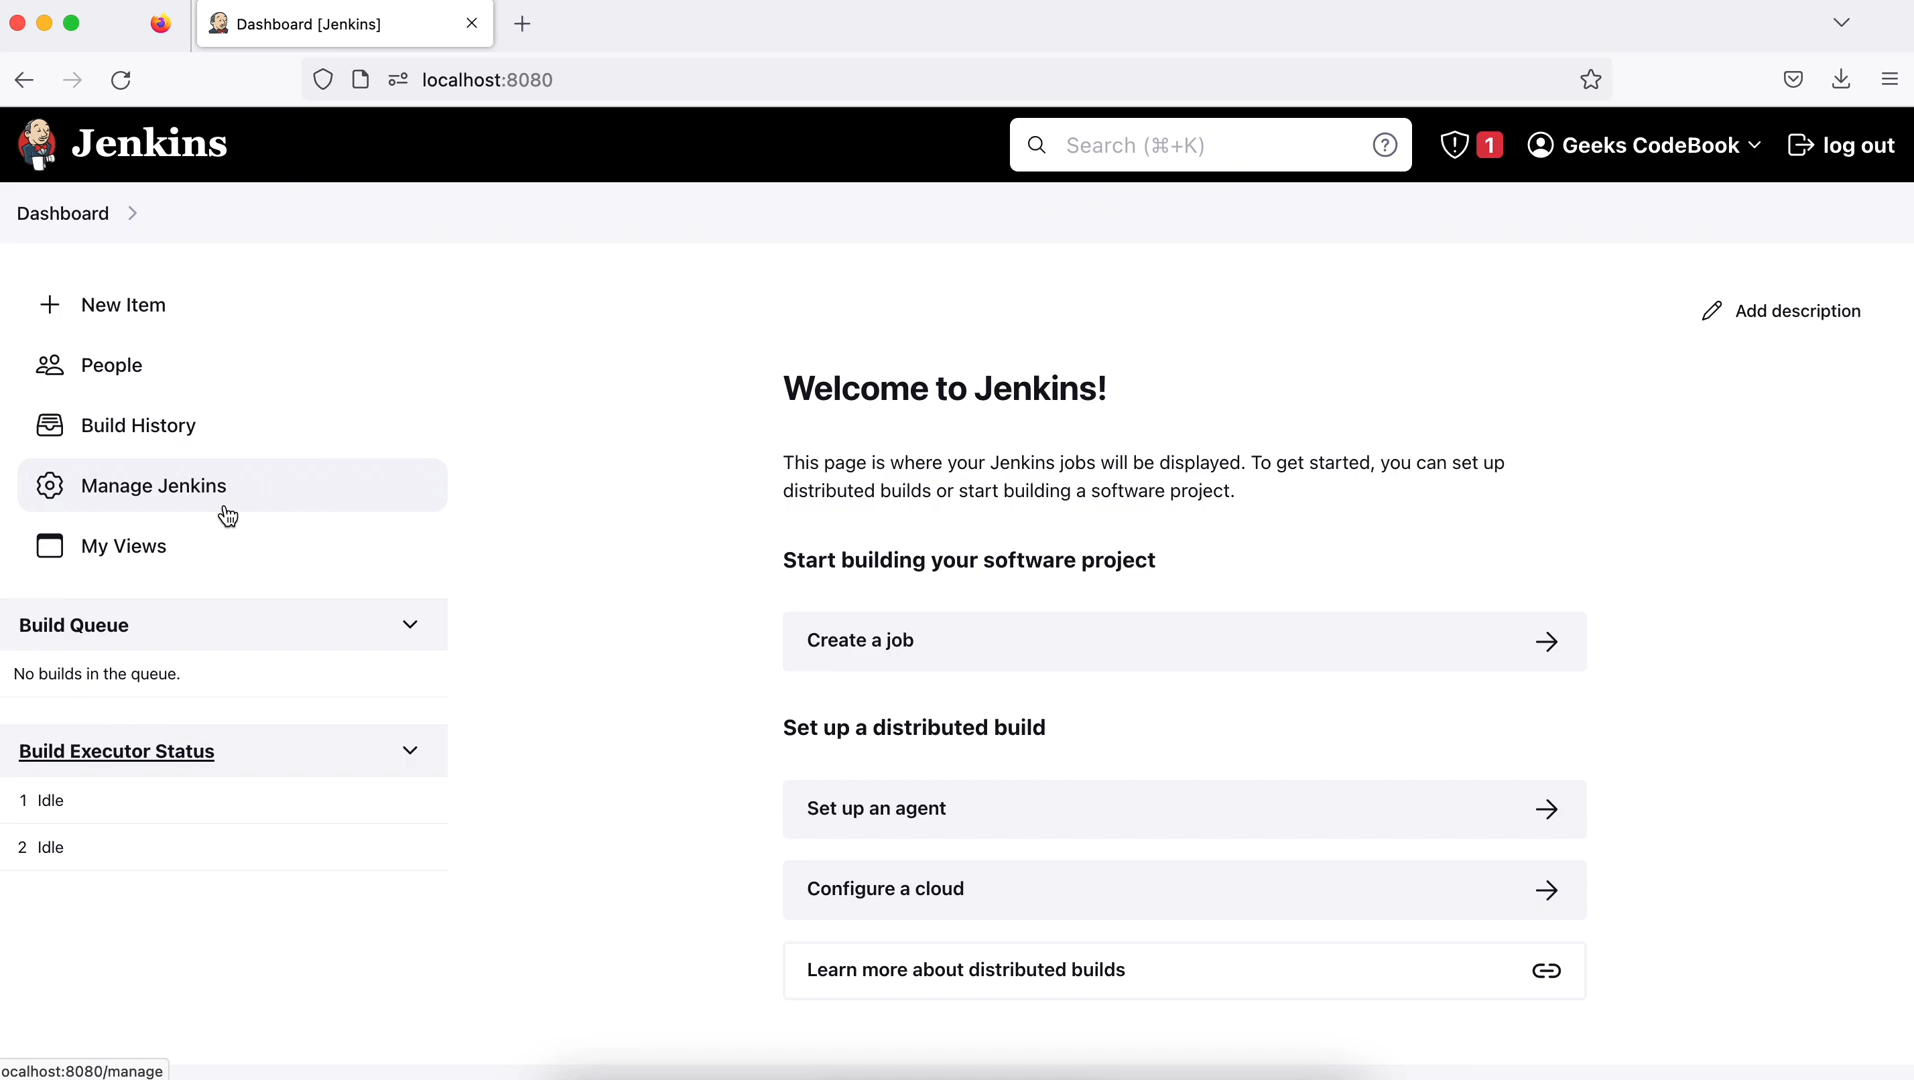 Dashboard [Jenkins]
localhost:8080
Jenkins
Search (⌘+K)
1
Geeks CodeBook
log out
Dashboard
New Item
People
Build History
Manage Jenkins
My Views
Build Queue
No builds in the queue.
Build Executor Status
1 Idle
2 Idle
Add description
Welcome to Jenkins!
This page is where your Jenkins jobs will be displayed. To get started, you can set up
distributed builds or start building a software project.
Start building your software project
Create a job
Set up a distributed build
Set up an agent
Configure a cloud
Learn more about distributed builds
ocalhost:8080/manage